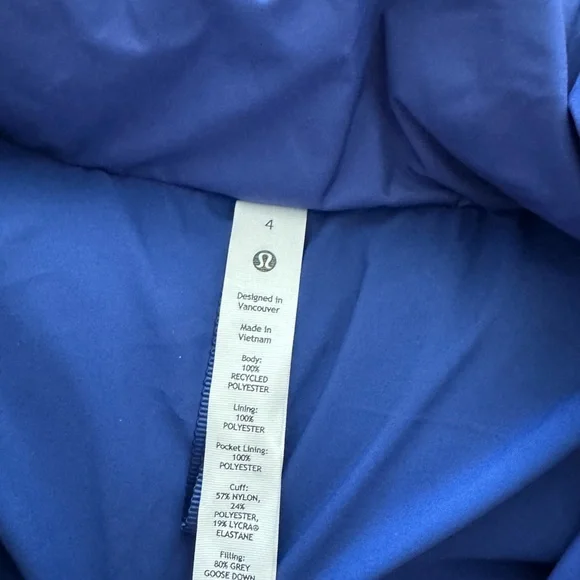 4
Designed in
Vancouver
Made in
Vietnam
Body:
100%
RECYCLED
POLYESTER
Lining:
100%
POLYESTER
Pocket Lining:
100%
POLYESTER
Cuff:
57% NYLON,
24%
POLYESTER,
19% LYCRA®
ELASTANE
Filling:
80% GREY
GOOSE DOWN